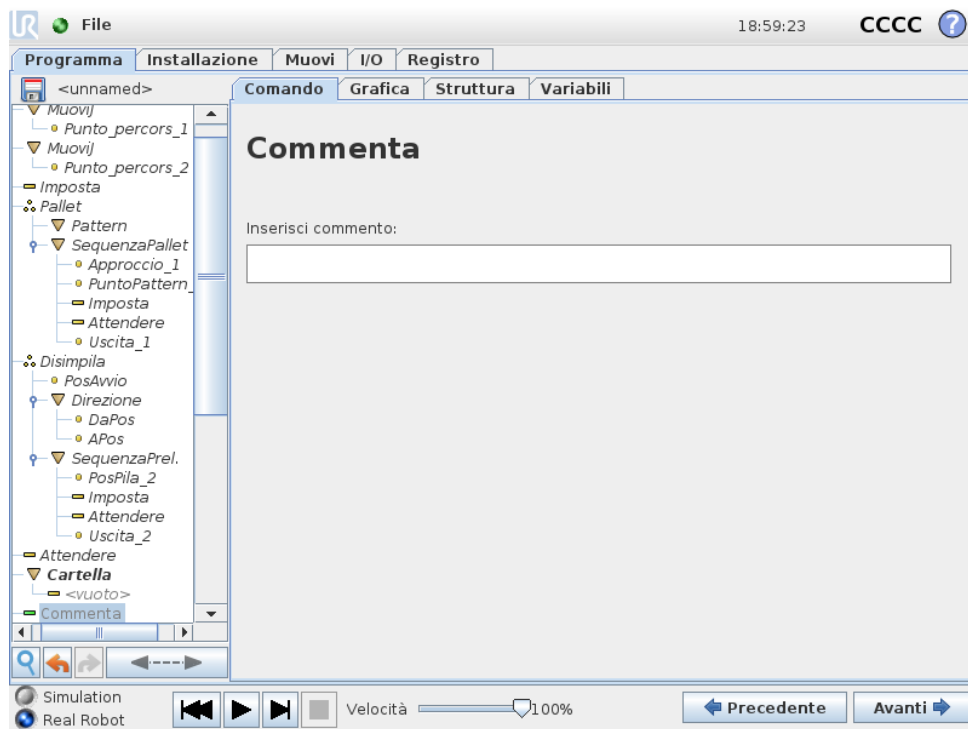 UR File 18:59:23 CCCC ?
Programma Installazione Muovi I/O Registro
<unnamed> Comando Grafica Struttura Variabili
MuoviJ
Punto_percors_1
MuoviJ
Punto_percors_2
Imposta
Pallet
Pattern
SequenzaPallet
Approccio_1
PuntoPattern_
Imposta
Attendere
Uscita_1
Disimpila
PosAvvio
Direzione
DaPos
APos
SequenzaPrel.
PosPila_2
Imposta
Attendere
Uscita_2
Attendere
Cartella
<vuoto>
Commenta
Commenta
Inserisci commento:
Simulation
Real Robot
Velocità 100%
Precedente Avanti